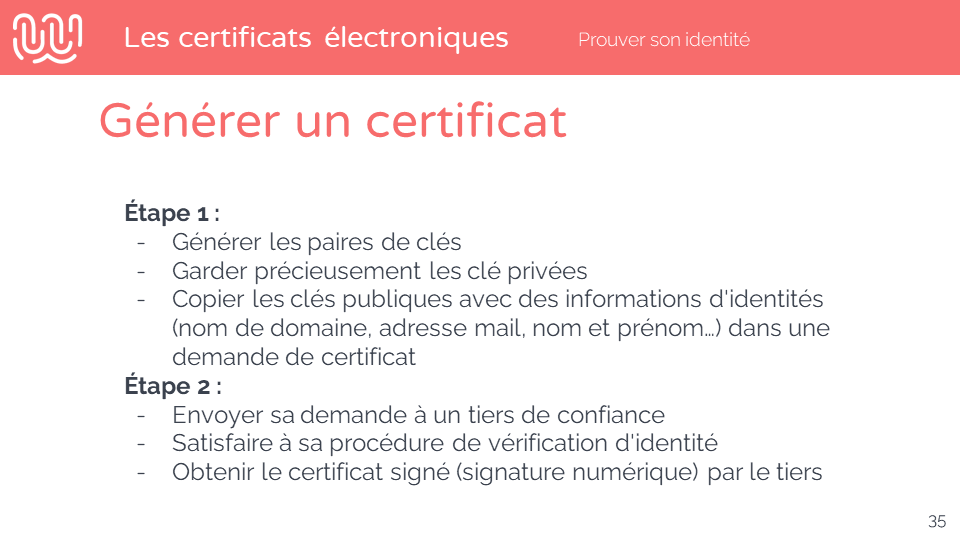 Les certificats électroniques
Prouver son identité
Générer un certificat
Étape 1 :
- Générer les paires de clés
- Garder précieusement les clé privées
- Copier les clés publiques avec des informations d'identités
(nom de domaine, adresse mail, nom et prénom…) dans une
demande de certificat
Étape 2 :
- Envoyer sa demande à un tiers de confiance
- Satisfaire à sa procédure de vérification d'identité
- Obtenir le certificat signé (signature numérique) par le tiers
35